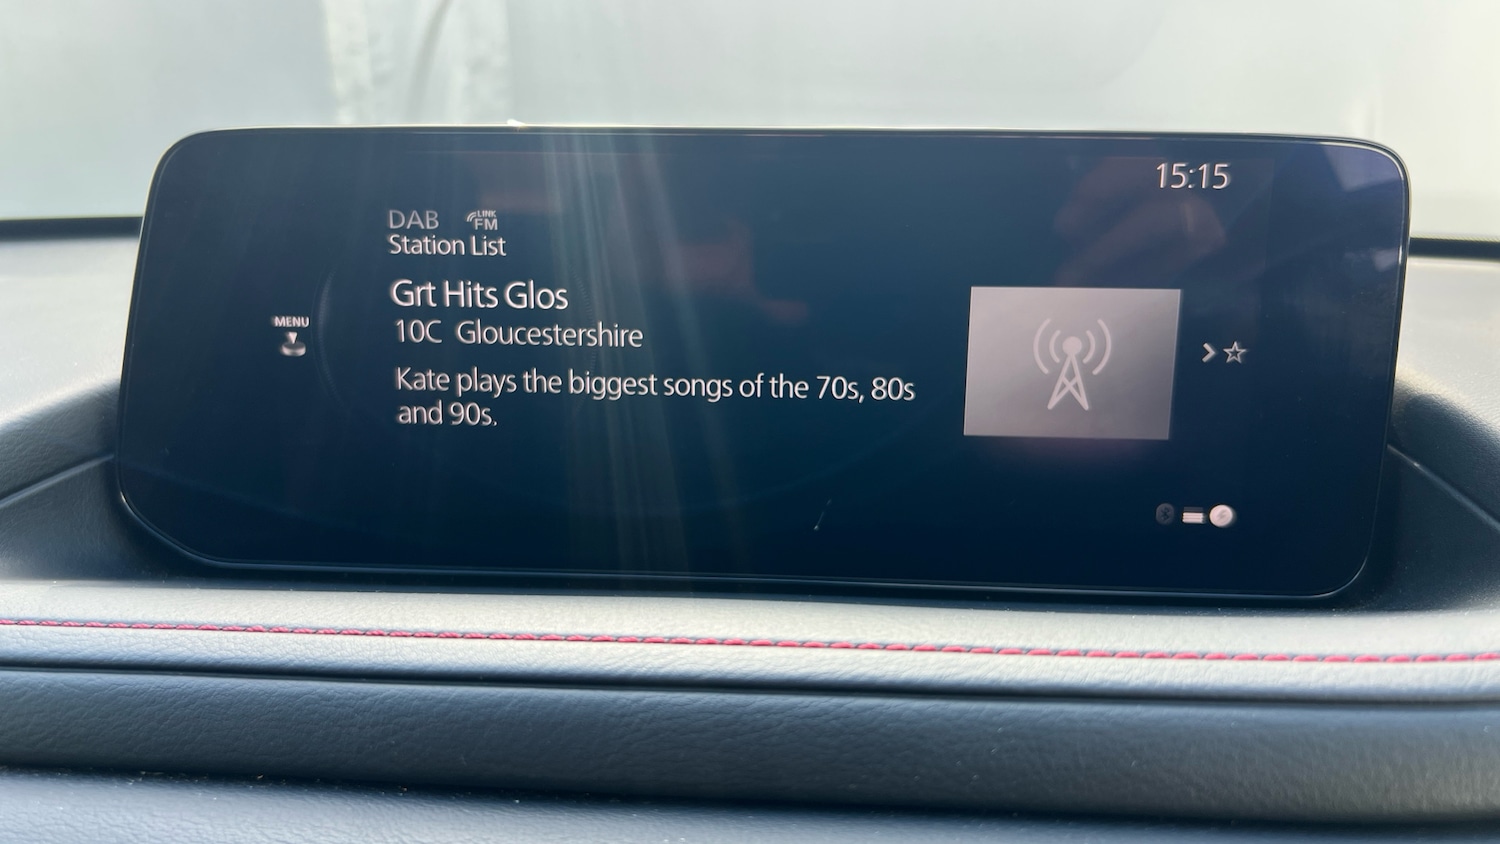 15:15
DAB LINK FM
Station List
Grt Hits Glos
10C Gloucestershire
MENU
Kate plays the biggest songs of the 70s, 80s
and 90s.